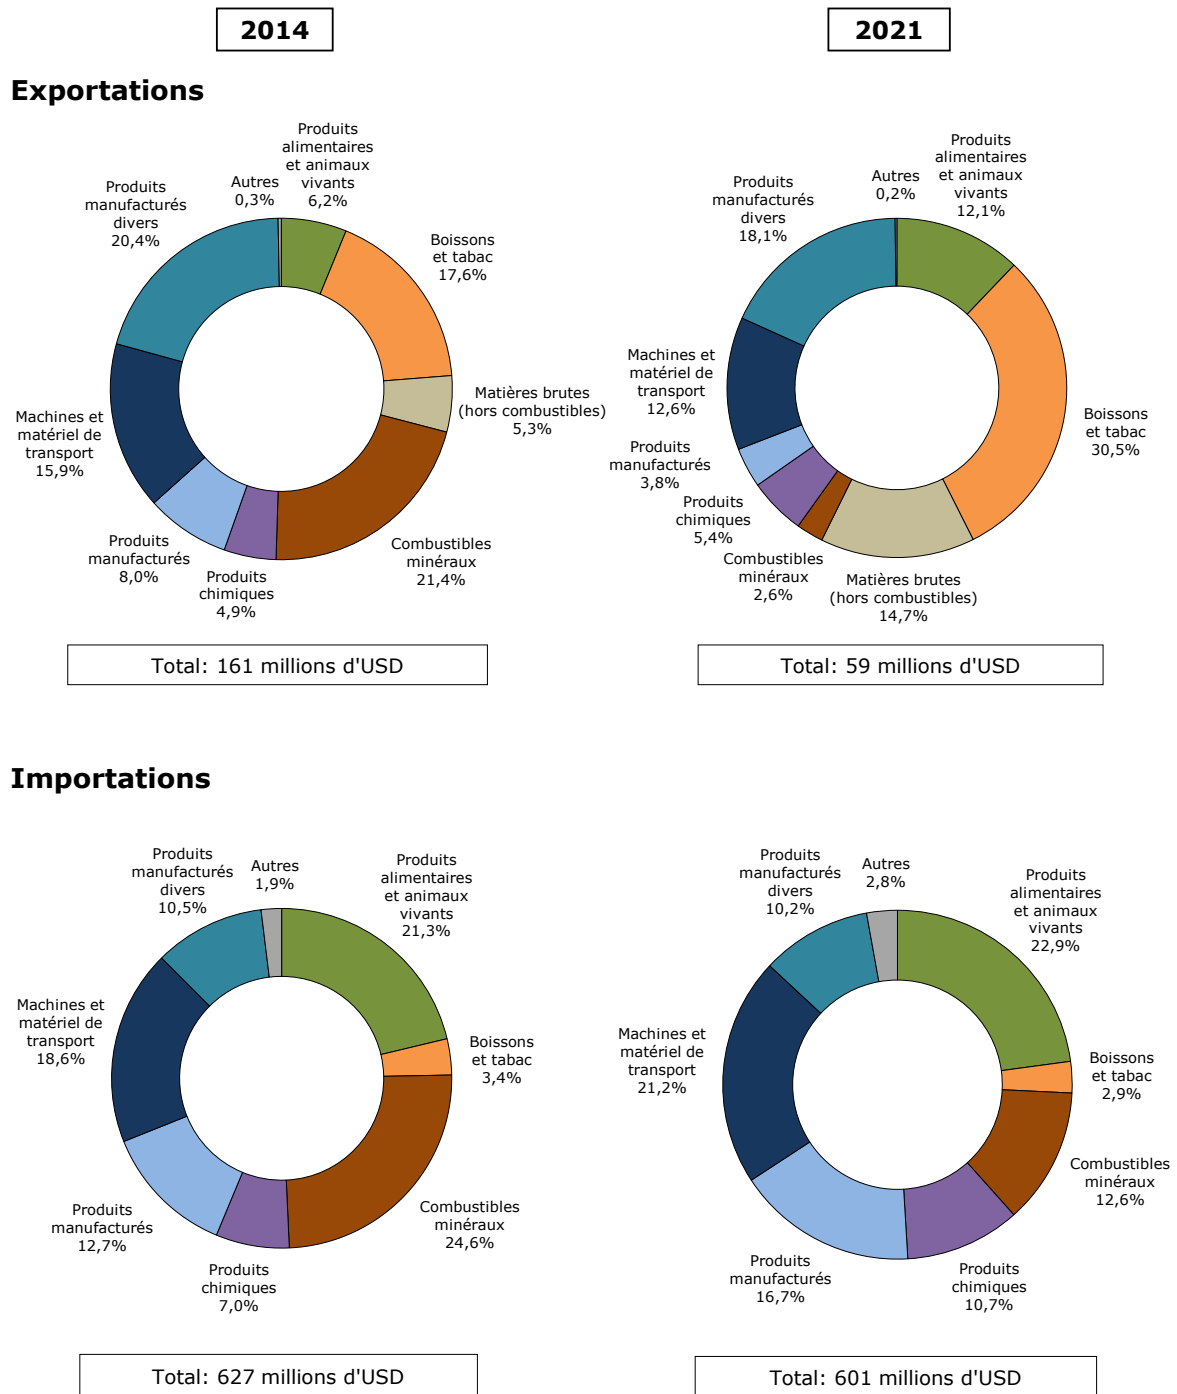 2014
2021
Exportations
Produits
alimentaires
et animaux
vivants
6,2%
Boissons
et tabac
17,6%
Matières brutes
(hors combustibles)
5,3%
Combustibles
minéraux
21,4%
Produits
chimiques
4,9%
Produits
manufacturés
8,0%
Machines et
matériel de
transport
15,9%
Produits
manufacturés
divers
20,4%
Autres
0,3%
Total: 161 millions d'USD
Produits
alimentaires
et animaux
vivants
12,1%
Boissons
et tabac
30,5%
Matières brutes
(hors combustibles)
14,7%
Combustibles
minéraux
2,6%
Produits
chimiques
5,4%
Produits
manufacturés
3,8%
Machines et
matériel de
transport
12,6%
Produits
manufacturés
divers
18,1%
Autres
0,2%
Total: 59 millions d'USD
Importations
Produits
alimentaires
et animaux
vivants
21,3%
Boissons
et tabac
3,4%
Combustibles
minéraux
24,6%
Produits
chimiques
7,0%
Produits
manufacturés
12,7%
Machines et
matériel de
transport
18,6%
Produits
manufacturés
divers
10,5%
Autres
1,9%
Total: 627 millions d'USD
Produits
alimentaires
et animaux
vivants
22,9%
Boissons
et tabac
2,9%
Combustibles
minéraux
12,6%
Produits
chimiques
10,7%
Produits
manufacturés
16,7%
Machines et
matériel de
transport
21,2%
Produits
manufacturés
divers
10,2%
Autres
2,8%
Total: 601 millions d'USD